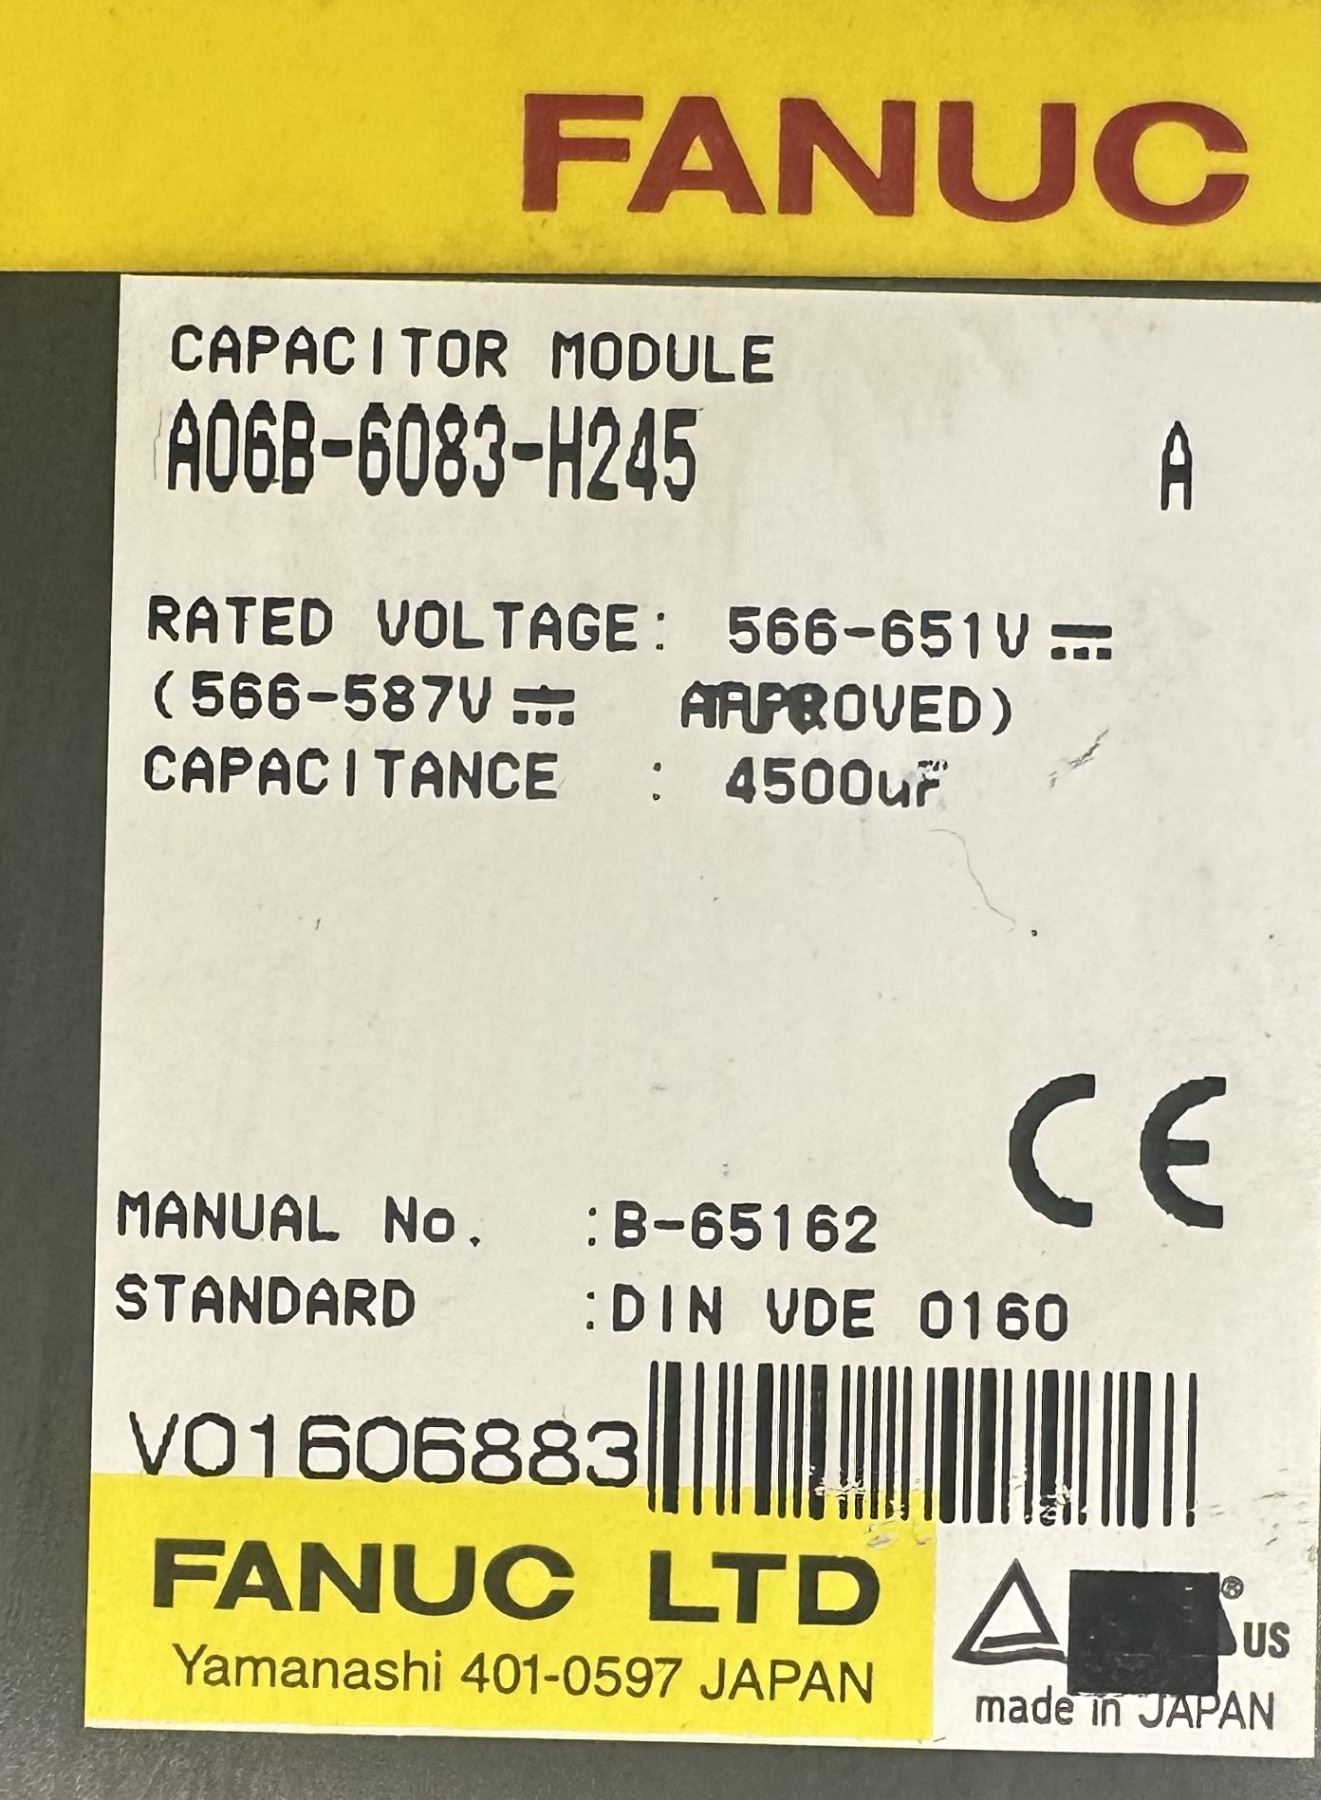 FANUC
CAPACITOR MODULE
A06B-6083-H245 A
RATED VOLTAGE: 566-651V⎓
(566-587V⎓ APPROVED)
CAPACITANCE : 4500uF
CE
MANUAL No. :B-65162
STANDARD :DIN VDE 0160
V01606883
FANUC LTD
Yamanashi 401-0597 JAPAN
® US
made in JAPAN